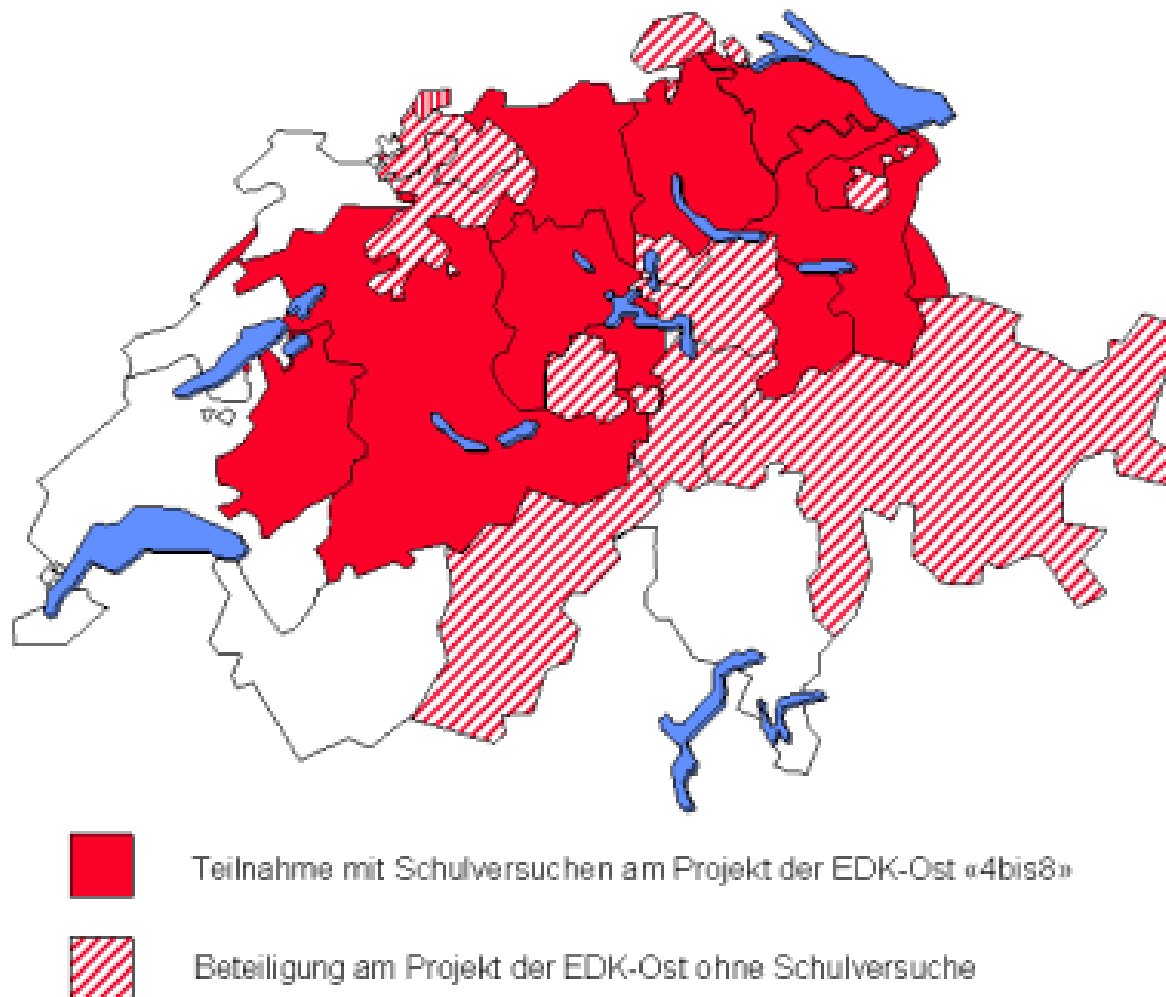 Teilnahme mit Schulversuchen am Projekt der EDK-Ost «4bis8»
Beteiligung am Projekt der EDK-Ost ohne Schulversuche